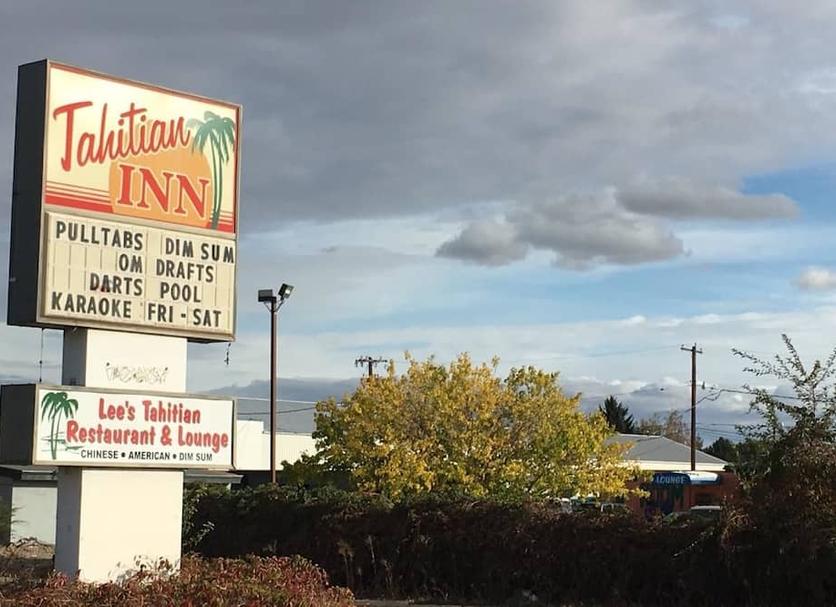 Tahitian
INN
PULLTABS DIM SUM
OM DRAFTS
DARTS POOL
KARAOKE FRI - SAT
Lee's Tahitian
Restaurant & Lounge
CHINESE • AMERICAN • DIM SUM
LOUNGE